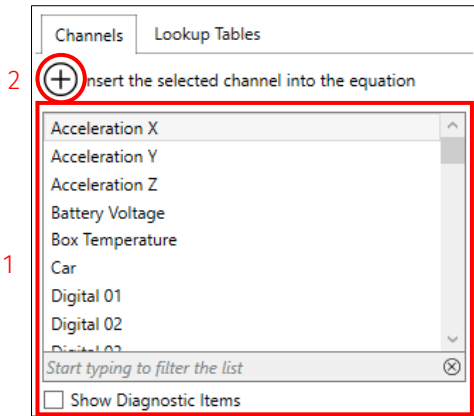 Channels Lookup Tables
2 nsert the selected channel into the equation
Acceleration X
Acceleration Y
Acceleration Z
Battery Voltage
Box Temperature
1 Car
Digital 01
Digital 02
Start typing to filter the list
Show Diagnostic Items